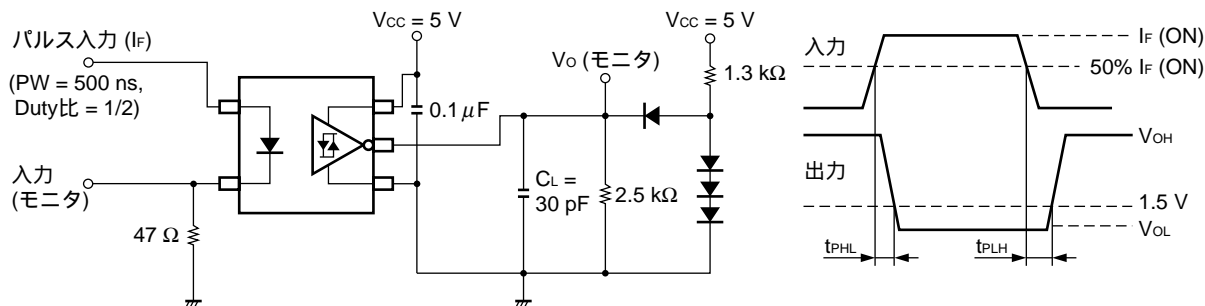 パルス入力 (IF)
(PW = 500 ns,
Duty比 = 1/2)
入力
(モニタ)
47 Ω
VCC = 5 V
0.1 μF
VO (モニタ)
CL =
30 pF
2.5 kΩ
VCC = 5 V
1.3 kΩ
入力
IF (ON)
50% IF (ON)
出力
VOH
1.5 V
VOL
tPHL
tPLH